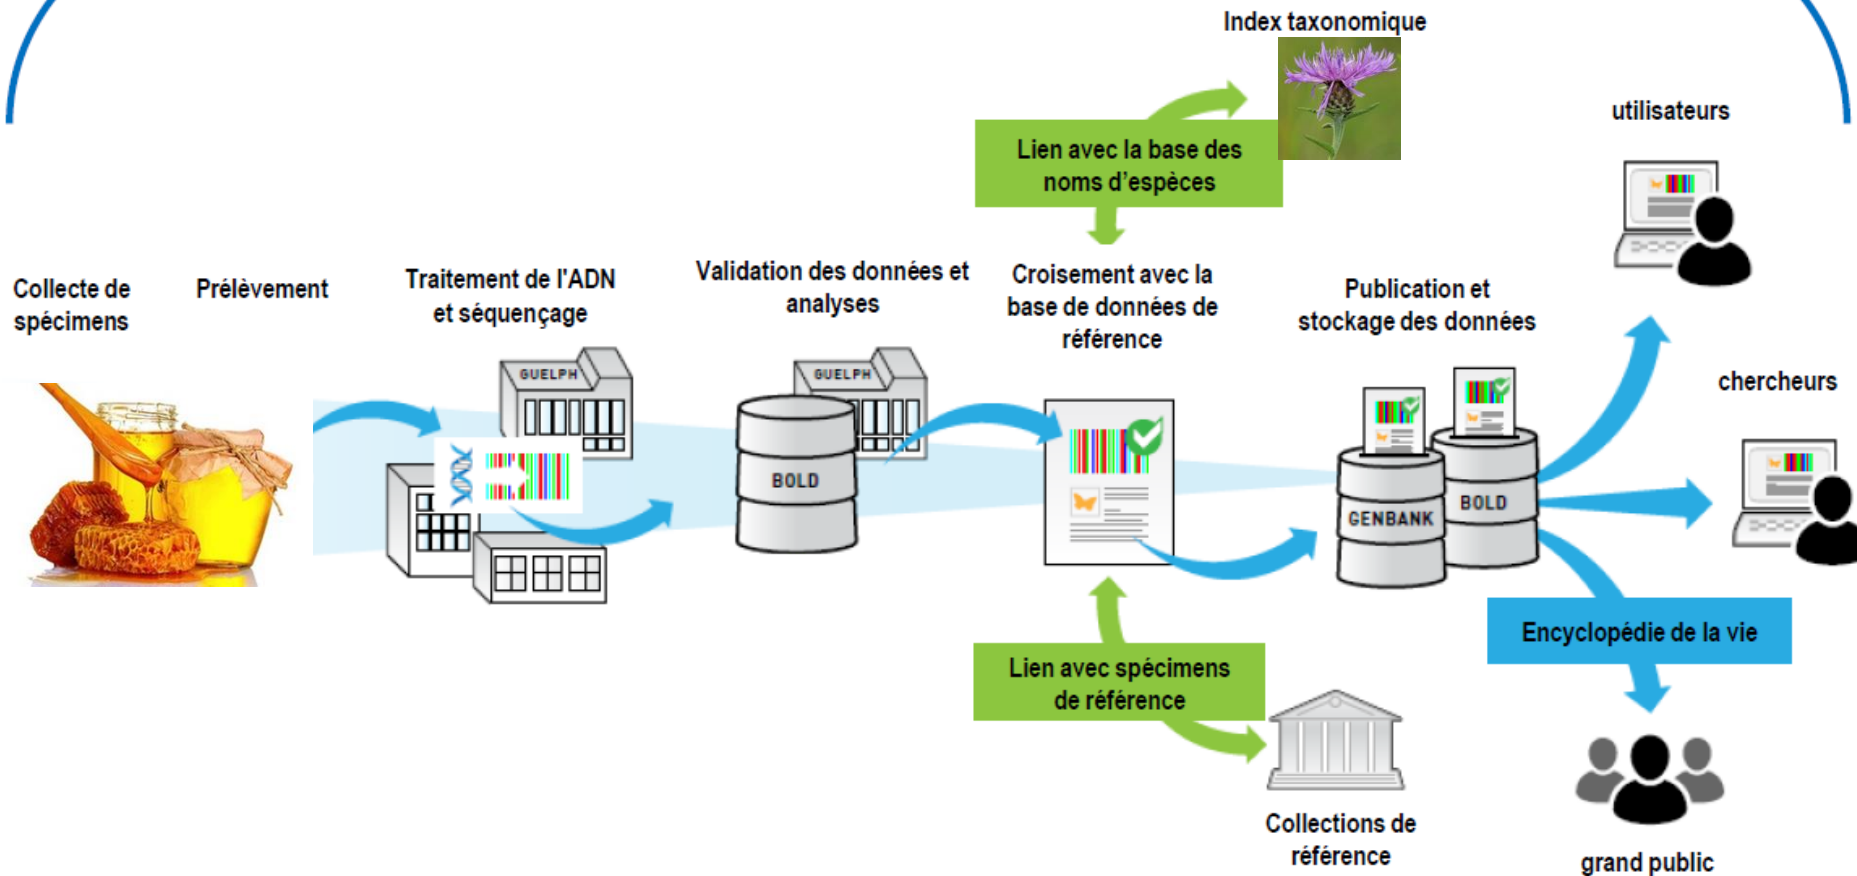 Index taxonomique
utilisateurs
Lien avec la base des
noms d'espèces
Collecte de
spécimens
Prélèvement
Traitement de l'ADN
et séquençage
Validation des données et
analyses
Croisement avec la
base de données de
référence
Publication et
stockage des données
GUELPH
GUELPH
chercheurs
BOLD
GENBANK
BOLD
Encyclopédie de la vie
Lien avec spécimens
de référence
Collections de
référence
grand public